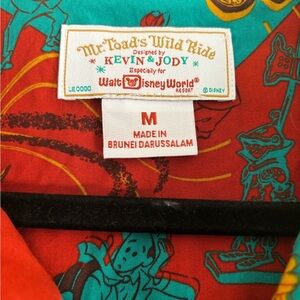 Mr. Toad's Wild Ride
Designed by
KEVIN & JODY
Especially for
Walt Disney World®
LE 0000 RESORT © DISNEY
M
MADE IN
BRUNEI DARUSSALAM